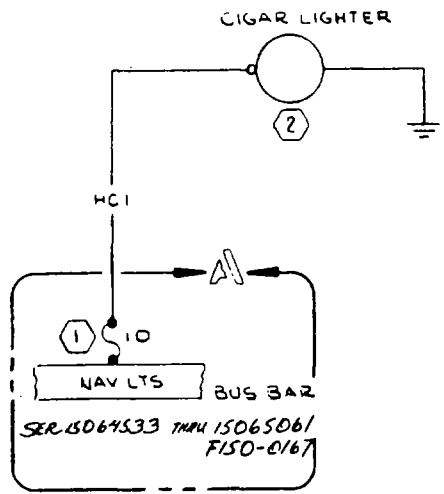 CIGAR LIGHTER
2
HC1
A
1 10
NAV LTS
BUS BAR
SER 15064533 THRU 15065061
F150-0167